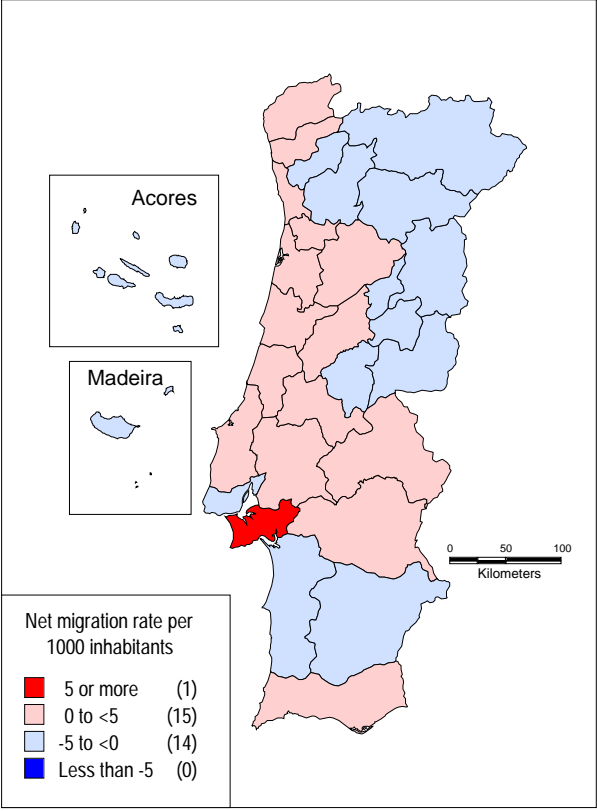 Acores
Madeira
0 50 100
Kilometers
Net migration rate per
1000 inhabitants
5 or more (1)
0 to <5 (15)
-5 to <0 (14)
Less than -5 (0)